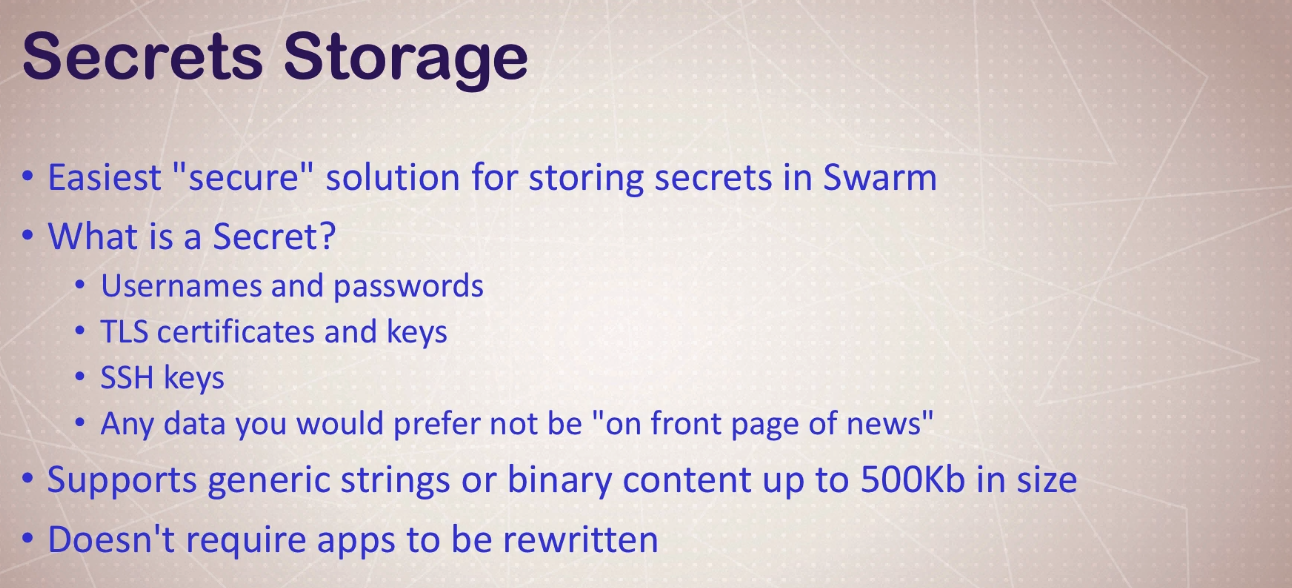 Secrets Storage
• Easiest "secure" solution for storing secrets in Swarm
• What is a Secret?
• Usernames and passwords
• TLS certificates and keys
• SSH keys
• Any data you would prefer not be "on front page of news"
• Supports generic strings or binary content up to 500Kb in size
• Doesn't require apps to be rewritten